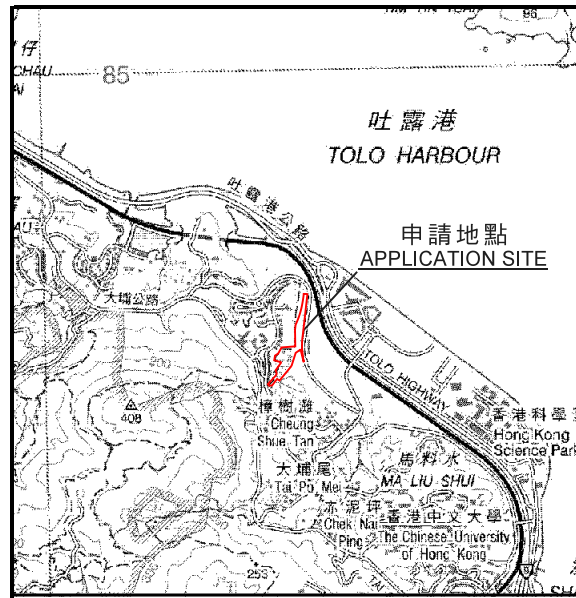 96
仔
85
吐露港
TOLO HARBOUR
吐露港公路
申請地點
APPLICATION SITE
大埔公路
TOLO HIGHWAY
408
樟樹灘
Cheung
Shue Tan
香港科學
Hong Kong
Science Park
大埔尾
Tai Po Mei
馬料水
MA LIU SHUI
赤泥坪
Chek Nai
Ping
香港中文大學
The Chinese University
of Hong Kong
253
9